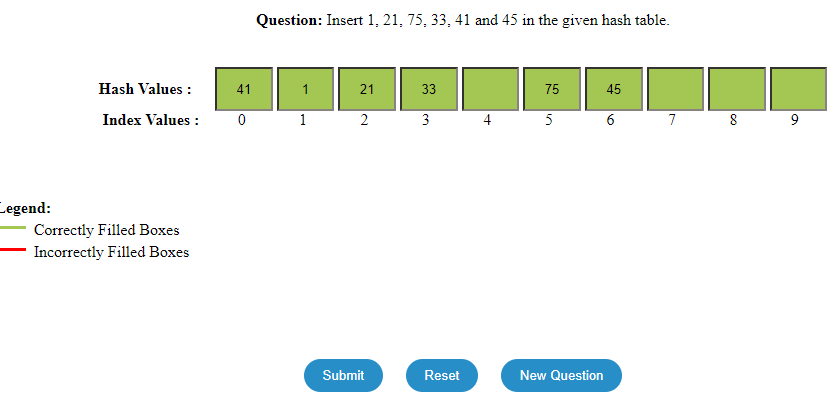 Question: Insert 1, 21, 75, 33, 41 and 45 in the given hash table.
Hash Values : 41 1 21 33 75 45
Index Values : 0 1 2 3 4 5 6 7 8 9
Legend:
Correctly Filled Boxes
Incorrectly Filled Boxes
Submit Reset New Question